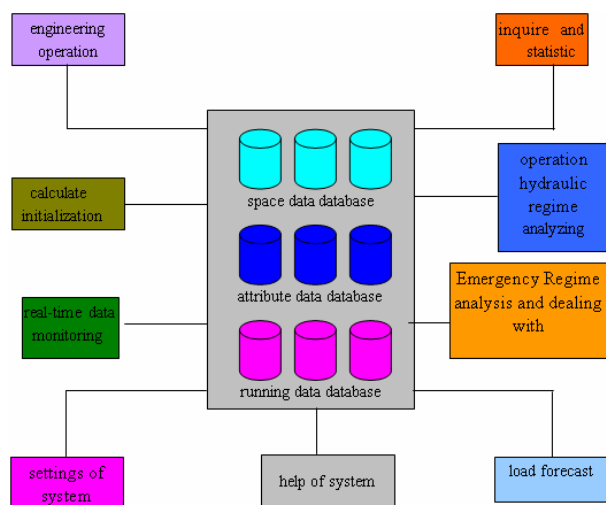 engineering
operation
inquire and
statistic
space data database
calculate
initialization
operation
hydraulic
regime
analyzing
attribute data database
real-time data
monitoring
Emergency Regime
analysis and dealing
with
running data database
settings of
system
help of system
load forecast